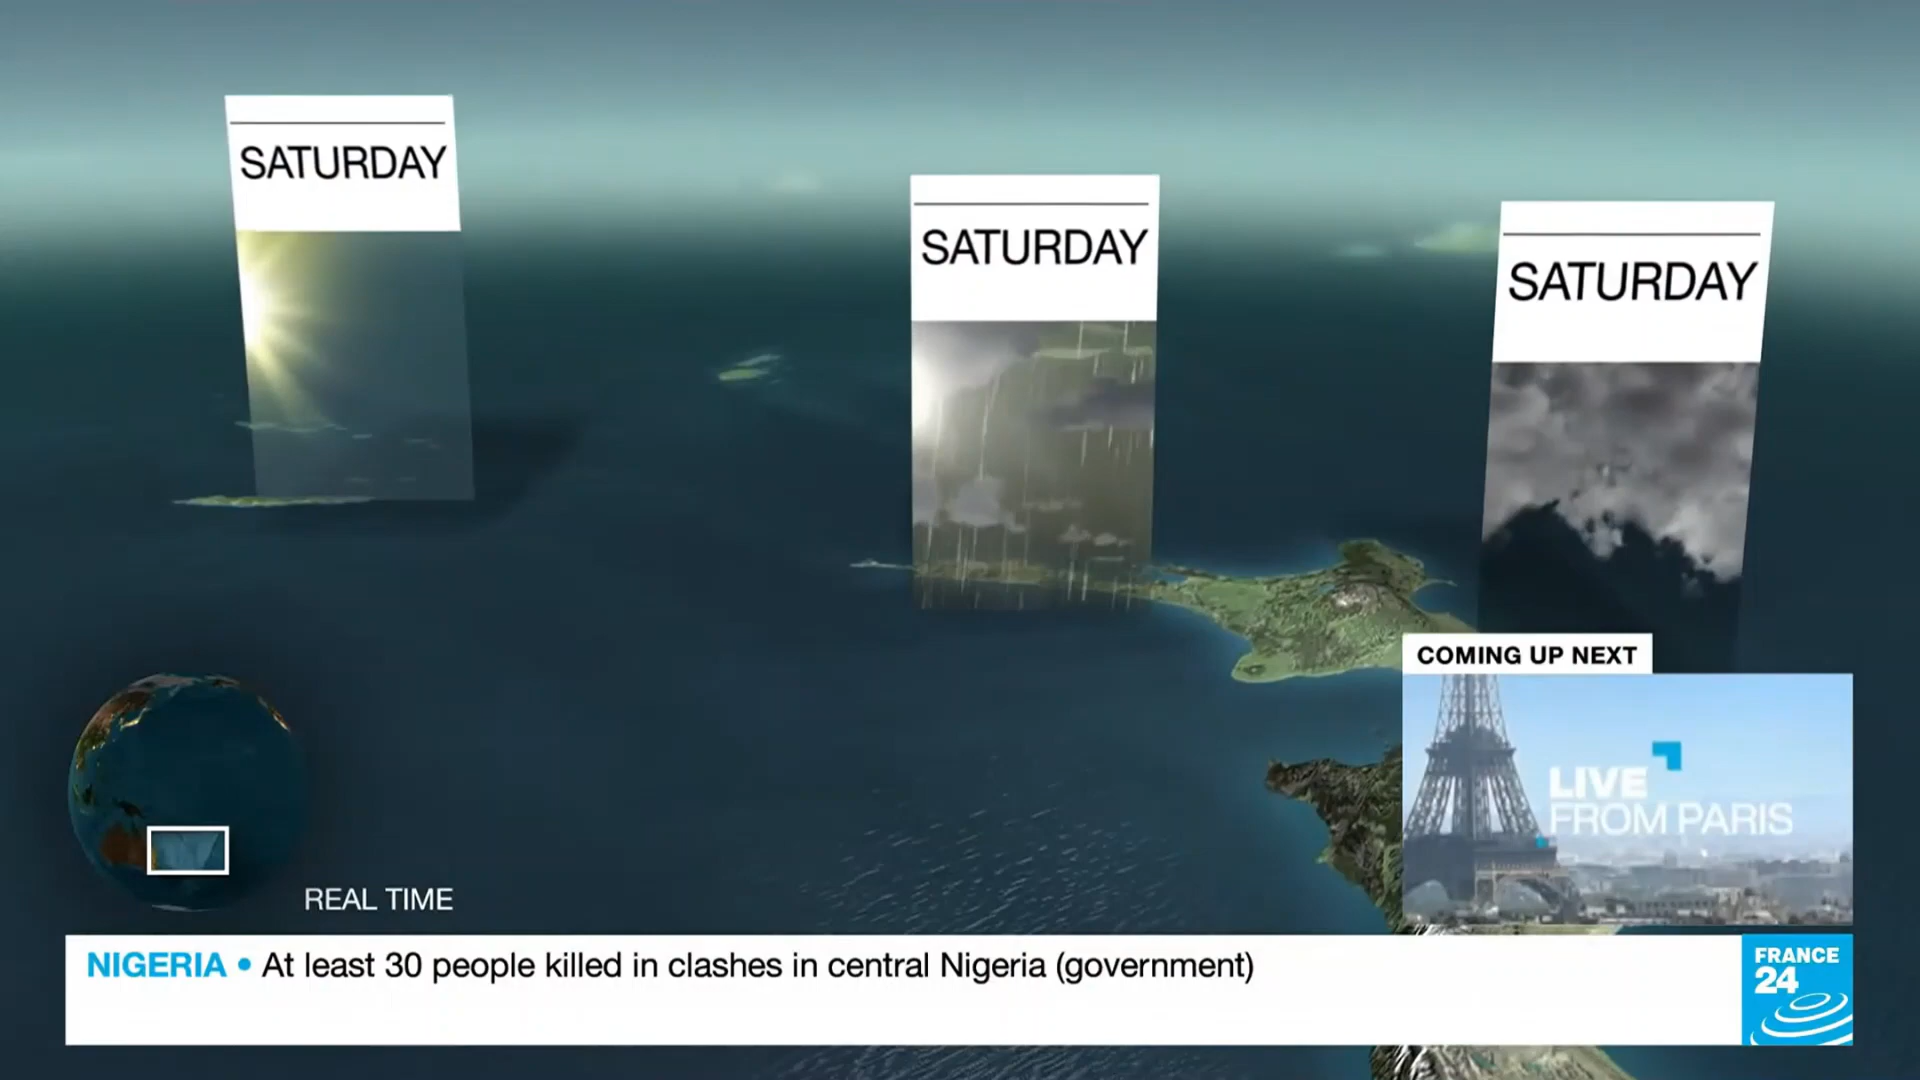 SATURDAY
SATURDAY
SATURDAY
COMING UP NEXT
LIVE
FROM PARIS
REAL TIME
NIGERIA • At least 30 people killed in clashes in central Nigeria (government)
FRANCE
24